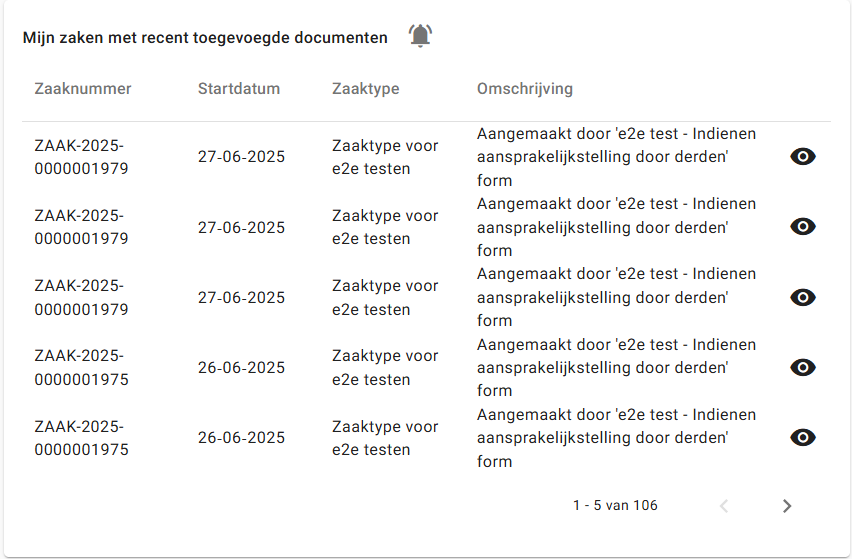 Mijn zaken met recent toegevoegde documenten
Zaaknummer Startdatum Zaaktype Omschrijving
ZAAK-2025-
0000001979
27-06-2025
Zaaktype voor
e2e testen
Aangemaakt door 'e2e test - Indienen
aansprakelijkstelling door derden'
form
ZAAK-2025-
0000001979
27-06-2025
Zaaktype voor
e2e testen
Aangemaakt door 'e2e test - Indienen
aansprakelijkstelling door derden'
form
ZAAK-2025-
0000001979
27-06-2025
Zaaktype voor
e2e testen
Aangemaakt door 'e2e test - Indienen
aansprakelijkstelling door derden'
form
ZAAK-2025-
0000001975
26-06-2025
Zaaktype voor
e2e testen
Aangemaakt door 'e2e test - Indienen
aansprakelijkstelling door derden'
form
ZAAK-2025-
0000001975
26-06-2025
Zaaktype voor
e2e testen
Aangemaakt door 'e2e test - Indienen
aansprakelijkstelling door derden'
form
1 - 5 van 106